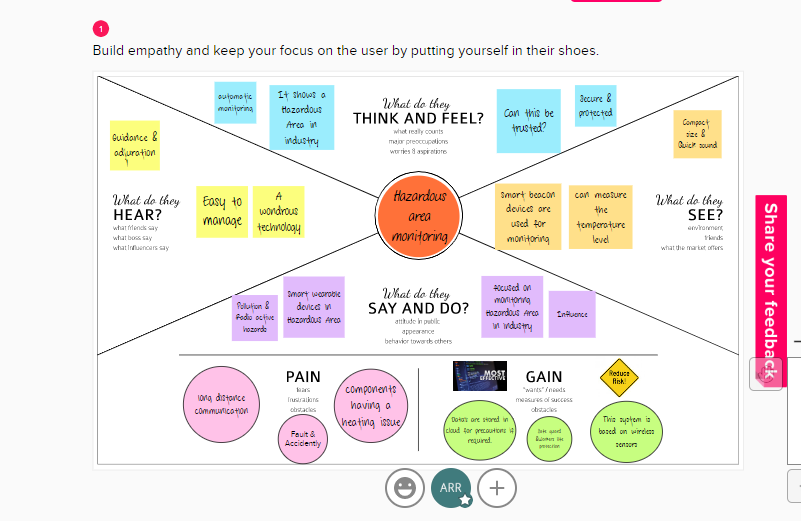 1
Build empathy and keep your focus on the user by putting yourself in their shoes.
automatic
monitoring
It shows a
Hazardous
Area in
industry
What do they
THINK AND FEEL?
what really counts
major preoccupations
worries & aspirations
Can this be
trusted?
Secure &
protected
Compact
size &
Quick sound
Guidance &
adjuration
What do they
HEAR?
what friends say
what boss say
what influencers say
Easy to
manage
A
wondrous
technology
Hazardous
area
monitoring
smart beacon
devices are
used for
monitoring
can measure
the
temperature
level
What do they
SEE?
environment
friends
what the market offers
Pollution &
Radio active
hazards
smart wearable
devices in
Hazardous Area
What do they
SAY AND DO?
attitude in public
appearance
behavior towards others
focused on
monitoring
Hazardous Area
in industry
Influence
PAIN
fears
frustrations
obstacles
long distance
communication
Fault &
Accidently
components
having a
heating issue
MOST
EFFECTIVE
GAIN
"wants" / needs
measures of success
obstacles
Reduce
Risk!
Datas are stored in
cloud for precautions if
required.
protection
This system is
based on wireless
sensors
ARR
Share your feedback